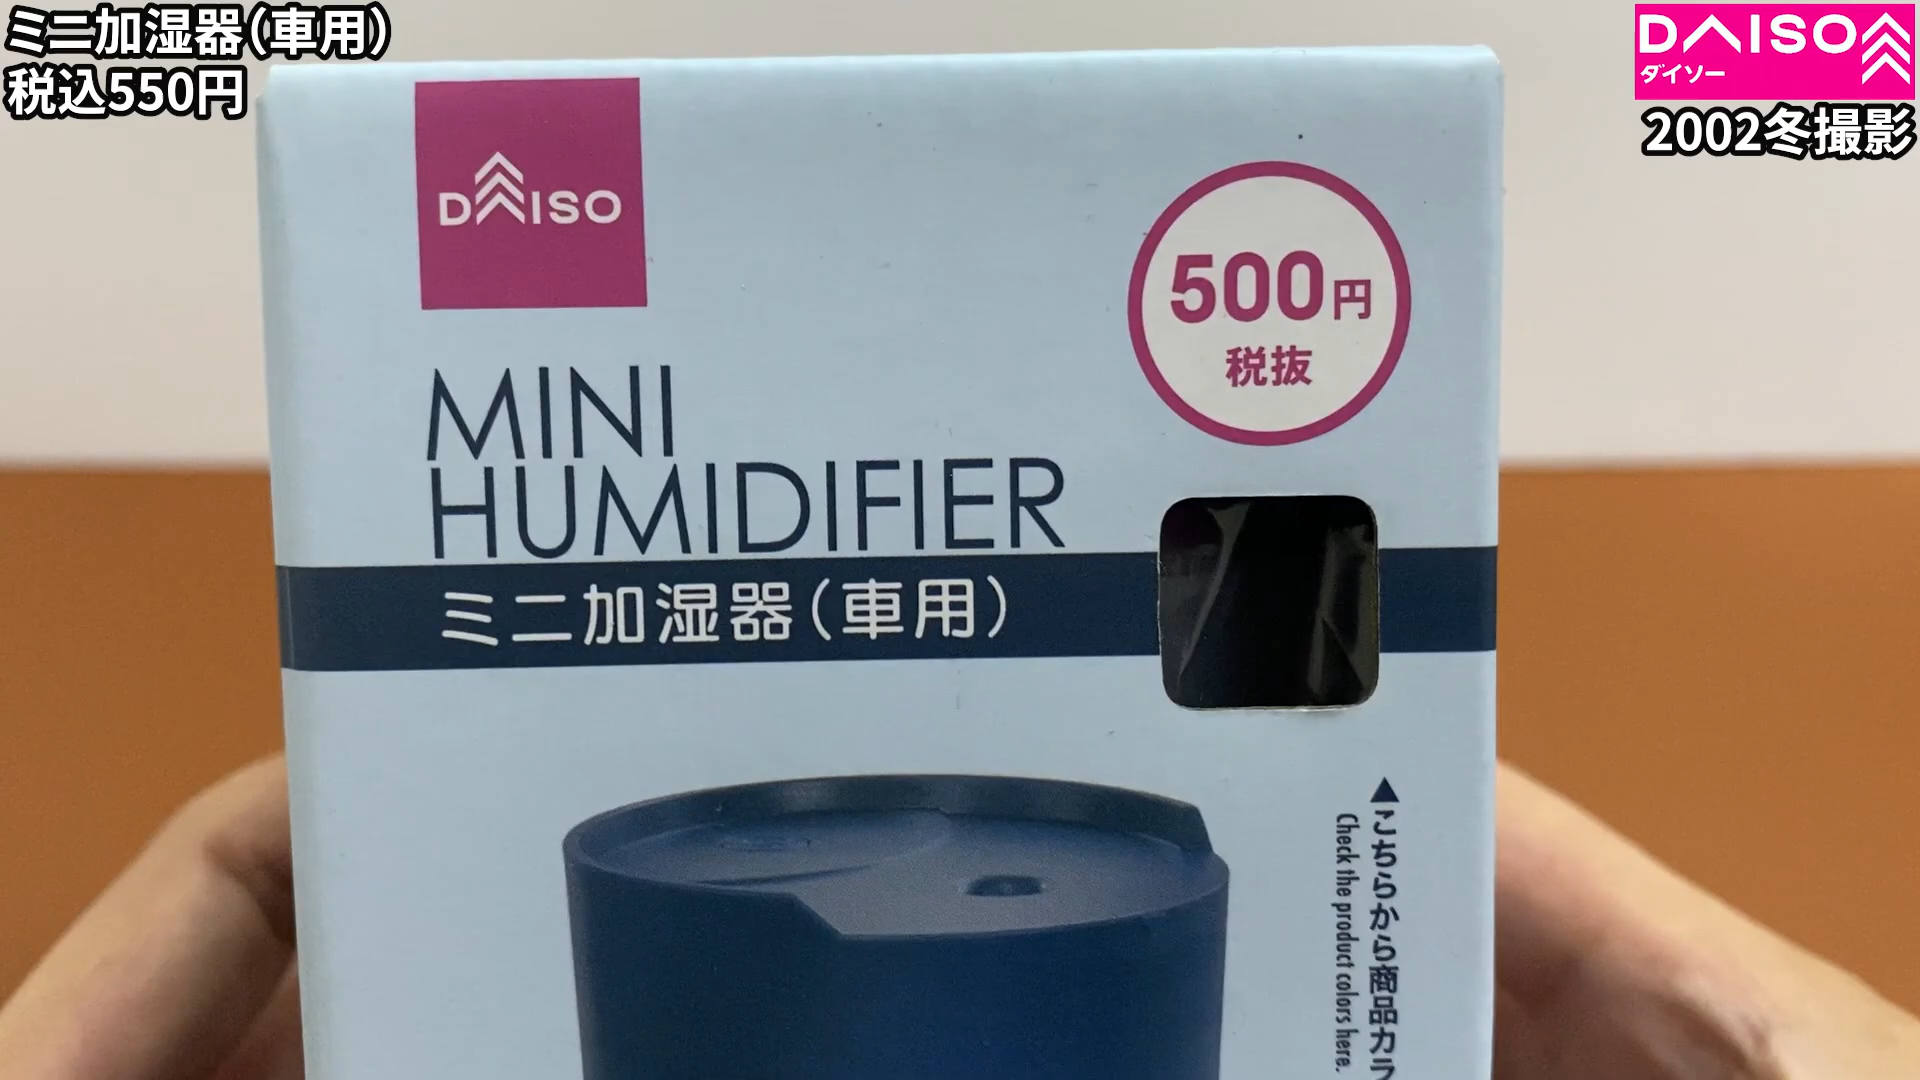 ミニ加湿器(車用)
税込550円
DAISO
ダイソー
2002冬撮影
DAISO
500円
税抜
MINI
HUMIDIFIER
ミニ加湿器(車用)
▲こちらから商品カラ
Check the product colors here.